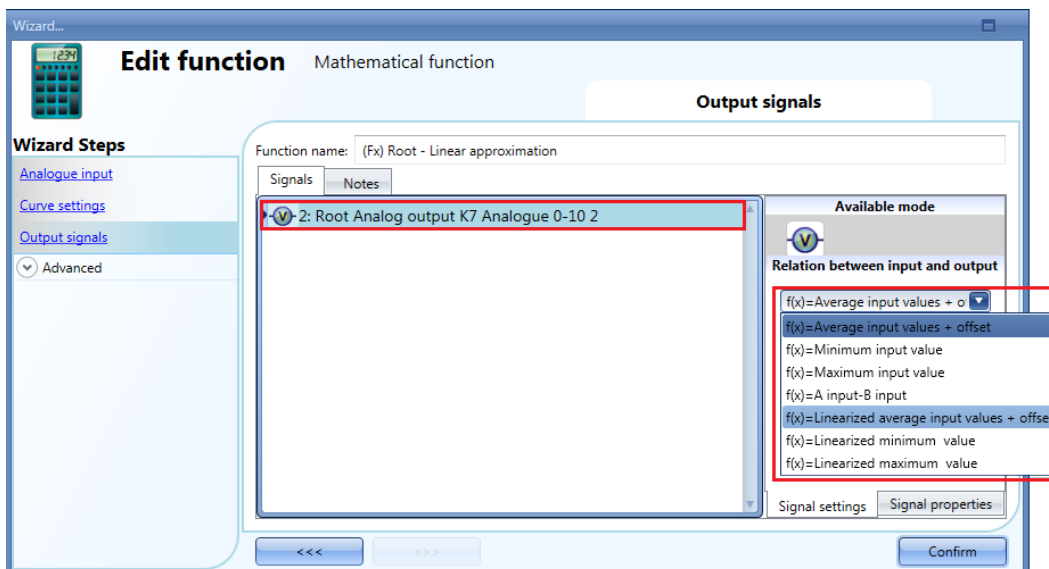 Wizard...
1234
Edit function
Mathematical function
Output signals
Wizard Steps
Analogue input
Curve settings
Output signals
Advanced
Function name: (Fx) Root - Linear approximation
Signals
Notes
2: Root Analog output K7 Analogue 0-10 2
Available mode
V
V
Relation between input and output
f(x)=Average input values + o
f(x)=Average input values + offset
f(x)=Minimum input value
f(x)=Maximum input value
f(x)=A input-B input
f(x)=Linearized average input values + offse
f(x)=Linearized minimum value
f(x)=Linearized maximum value
Signal settings
Signal properties
<<<
>>>
Confirm